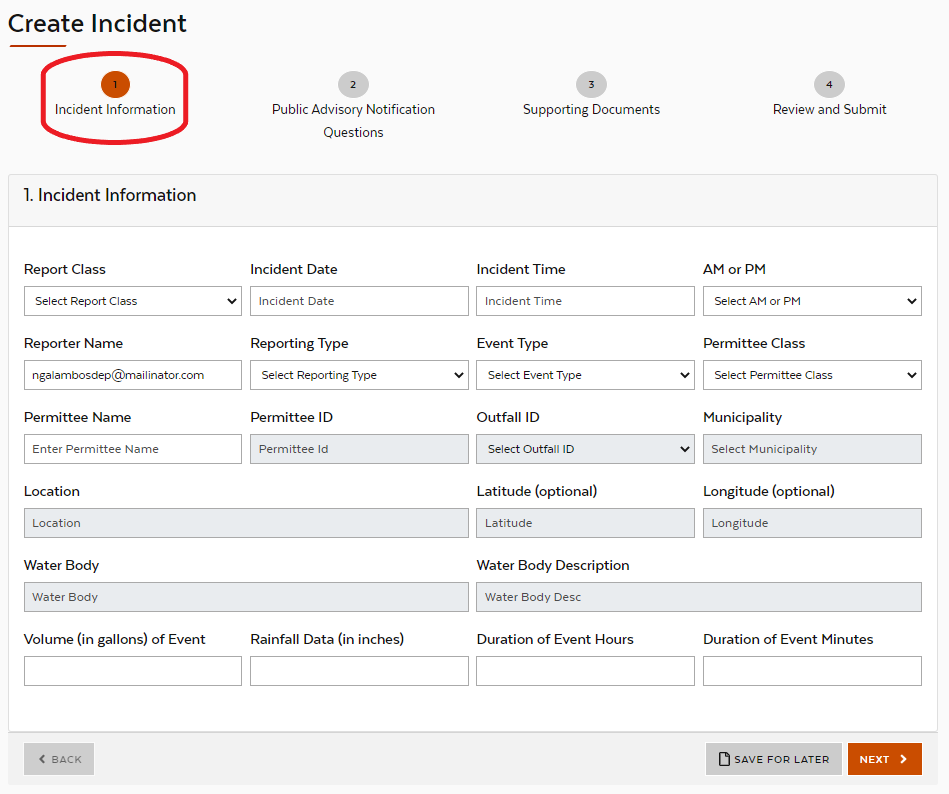 Create Incident
1 2 3 4
Incident Information Public Advisory Notification Supporting Documents Review and Submit
Questions
1. Incident Information
Report Class Incident Date Incident Time AM or PM
Select Report Class Incident Date Incident Time Select AM or PM
Reporter Name Reporting Type Event Type Permittee Class
ngalambosdep@mailinator.com Select Reporting Type Select Event Type Select Permittee Class
Permittee Name Permittee ID Outfall ID Municipality
Enter Permittee Name Permittee Id Select Outfall ID Select Municipality
Location Latitude (optional) Longitude (optional)
Location Latitude Longitude
Water Body Water Body Description
Water Body Water Body Desc
Volume (in gallons) of Event Rainfall Data (in inches) Duration of Event Hours Duration of Event Minutes
BACK SAVE FOR LATER NEXT